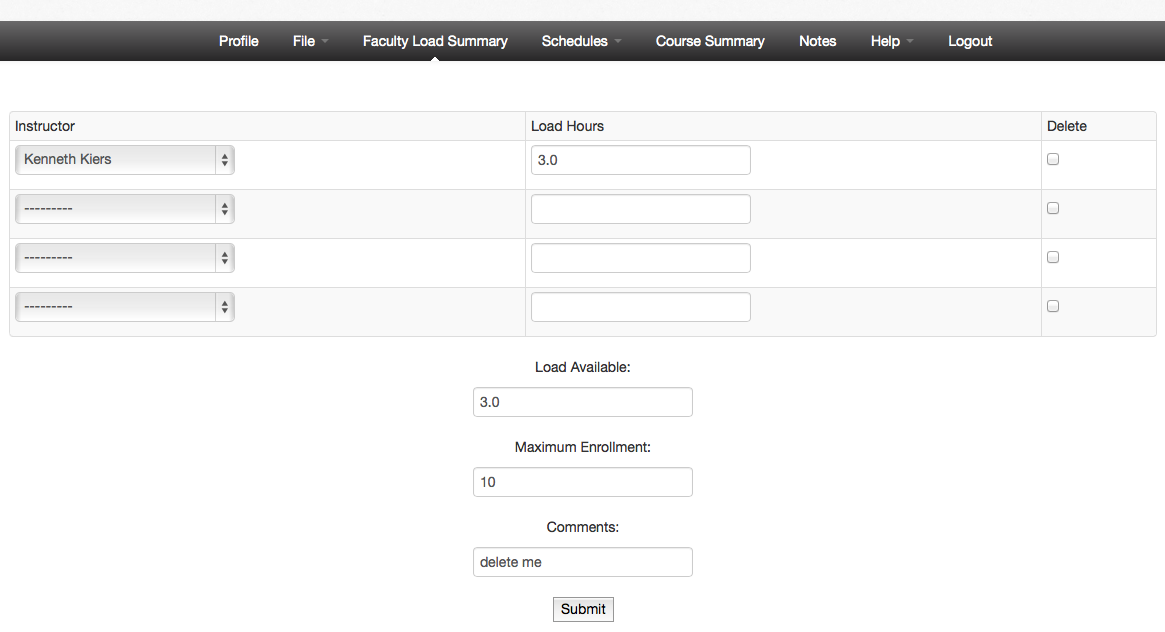 Profile File Faculty Load Summary Schedules Course Summary Notes Help Logout
Instructor Load Hours Delete
Kenneth Kiers 3.0
---------
---------
---------
Load Available:
3.0
Maximum Enrollment:
10
Comments:
delete me
Submit